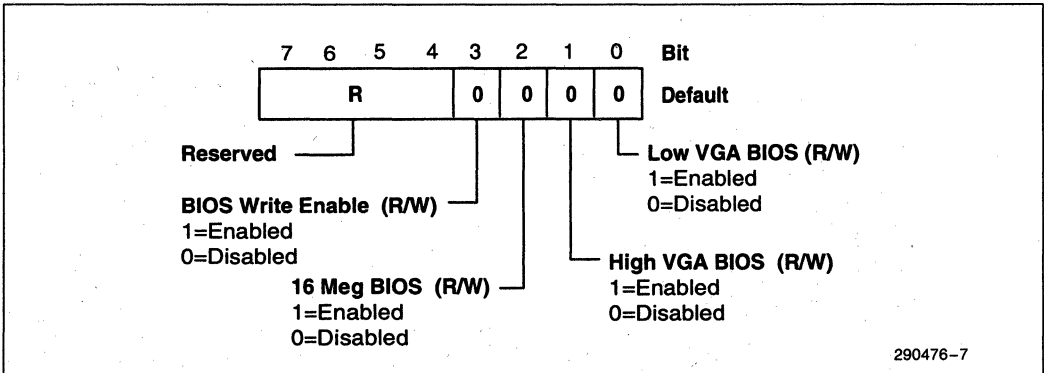 7 6 5 4 3 2 1 0 Bit
R 0 0 0 0 Default
Reserved
Low VGA BIOS (R/W)
1=Enabled
0=Disabled
BIOS Write Enable (R/W)
1=Enabled
0=Disabled
High VGA BIOS (R/W)
1=Enabled
0=Disabled
16 Meg BIOS (R/W)
1=Enabled
0=Disabled
290476–7